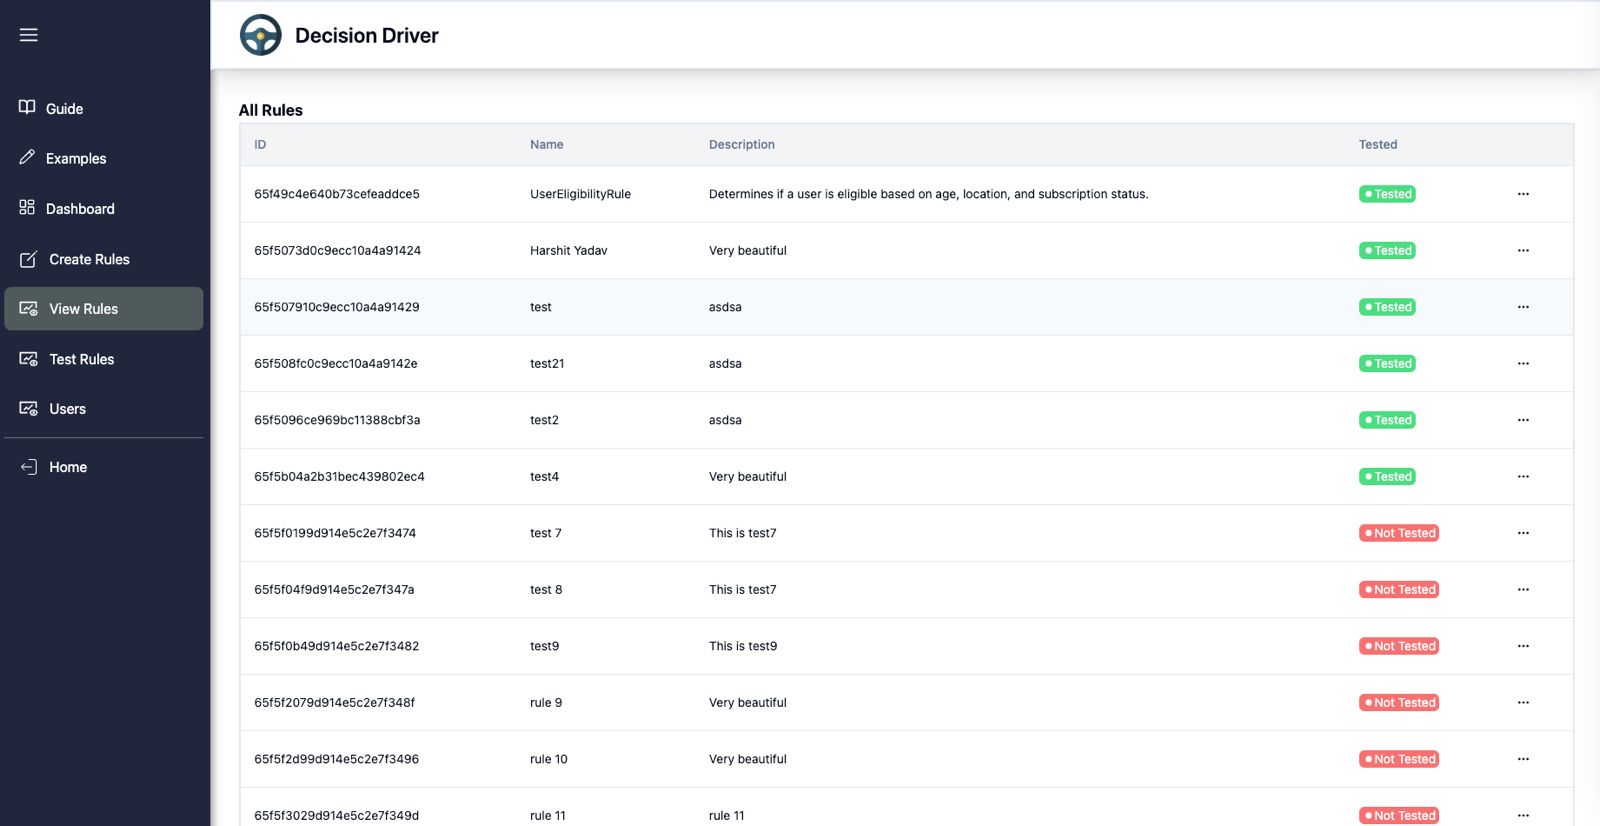 Decision Driver
Guide
Examples
Dashboard
Create Rules
View Rules
Test Rules
Users
Home
All Rules
ID Name Description Tested
65f49c4e640b73cefeaddce5 UserEligibilityRule Determines if a user is eligible based on age, location, and subscription status. Tested
65f5073d0c9ecc10a4a91424 Harshit Yadav Very beautiful Tested
65f507910c9ecc10a4a91429 test asdsa Tested
65f508fc0c9ecc10a4a9142e test21 asdsa Tested
65f5096ce969bc11388cbf3a test2 asdsa Tested
65f5b04a2b31bec439802ec4 test4 Very beautiful Tested
65f5f0199d914e5c2e7f3474 test 7 This is test7 Not Tested
65f5f04f9d914e5c2e7f347a test 8 This is test7 Not Tested
65f5f0b49d914e5c2e7f3482 test9 This is test9 Not Tested
65f5f2079d914e5c2e7f348f rule 9 Very beautiful Not Tested
65f5f2d99d914e5c2e7f3496 rule 10 Very beautiful Not Tested
65f5f3029d914e5c2e7f349d rule 11 rule 11 Not Tested